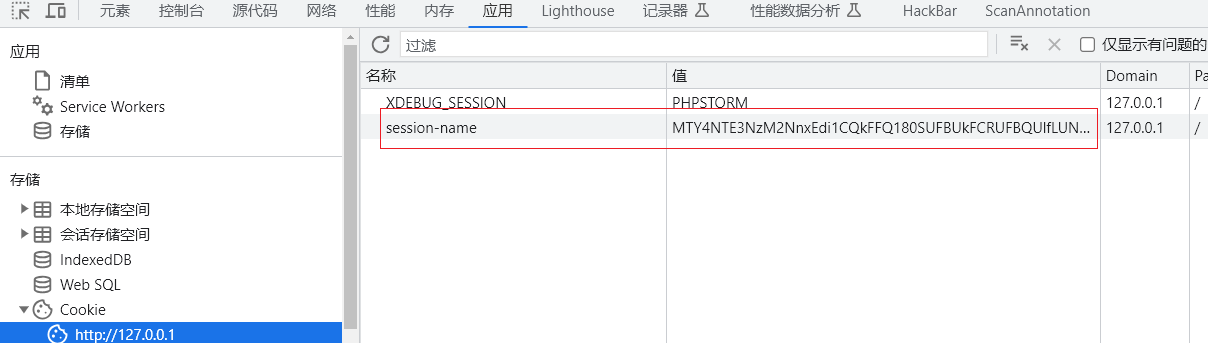 元素 控制台 源代码 网络 性能 内存 应用 Lighthouse 记录器 性能数据分析 HackBar ScanAnnotation
应用
清单
Service Workers
存储
存储
本地存储空间
会话存储空间
IndexedDB
Web SQL
Cookie
http://127.0.0.1
过滤 仅显示有问题的
名称 值 Domain Pa
XDEBUG_SESSION PHPSTORM 127.0.0.1 /
session-name 127.0.0.1 /